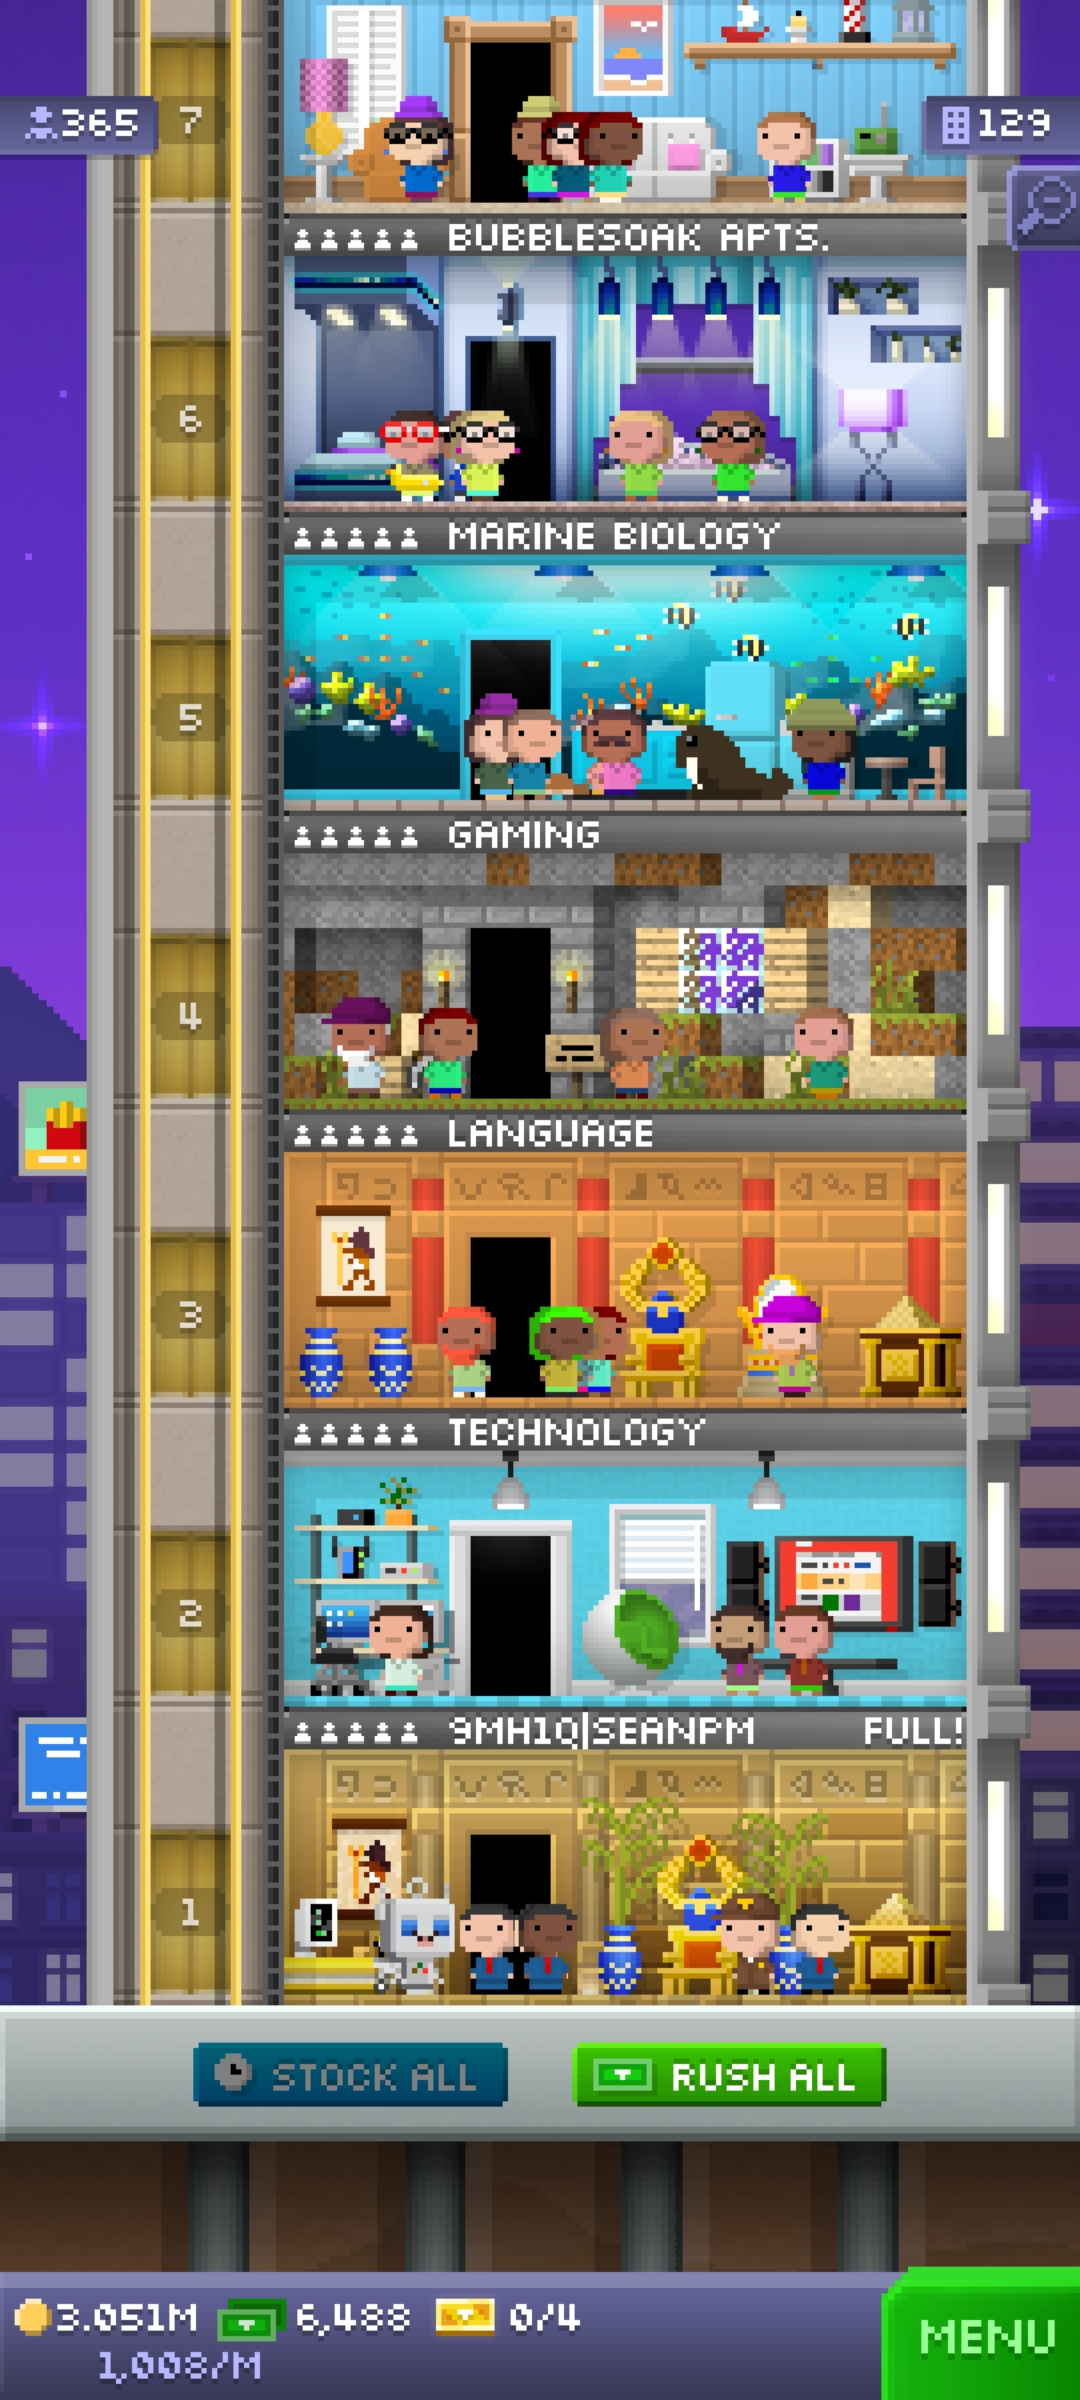 365
7
129
BUBBLESOAK APTS.
6
MARINE BIOLOGY
5
GAMING
4
LANGUAGE
3
TECHNOLOGY
2
9MH1Q|SEANPM FULL!
1
STOCK ALL
RUSH ALL
3.051M 6,488 0/4
1,008/M
MENU